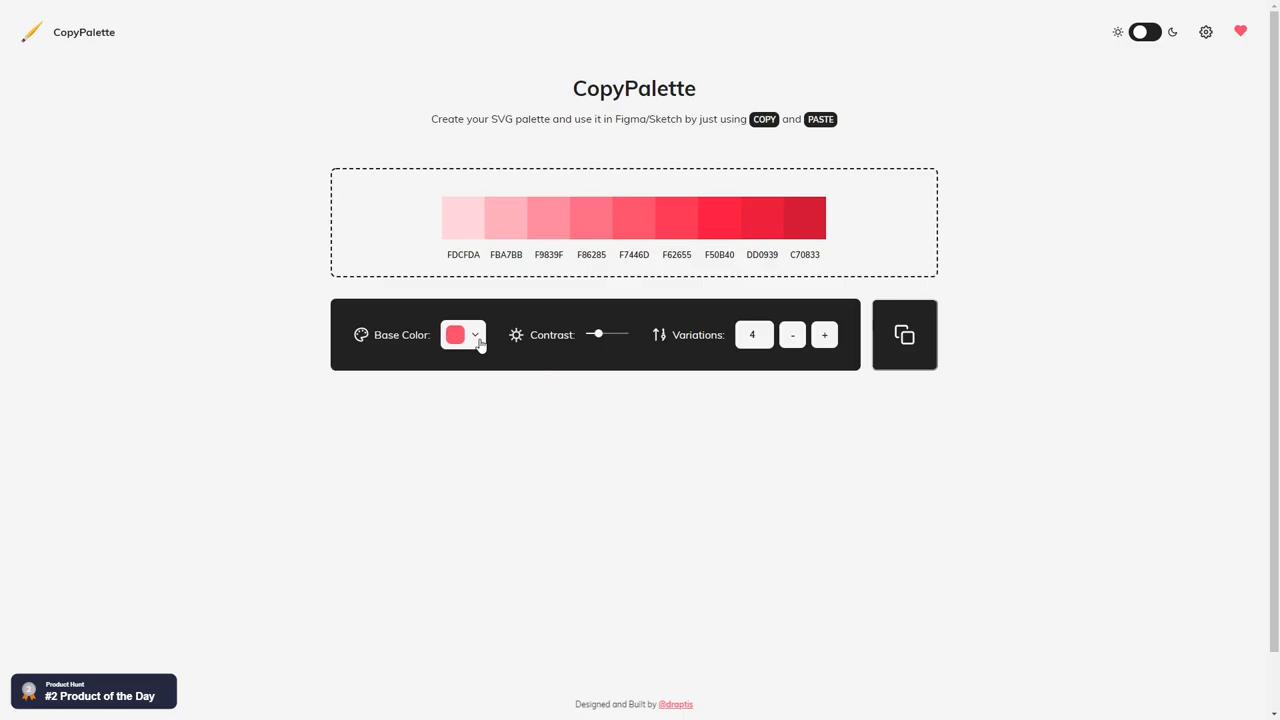 CopyPalette
CopyPalette
Create your SVG palette and use it in Figma/Sketch by just using COPY and PASTE
FDCFDA FBA7BB F9839F F86285 F7446D F62655 F50B40 DD0939 C70833
Base Color: Contrast: Variations: 4 - +
2
Product Hunt
#2 Product of the Day
Designed and Built by @draptis